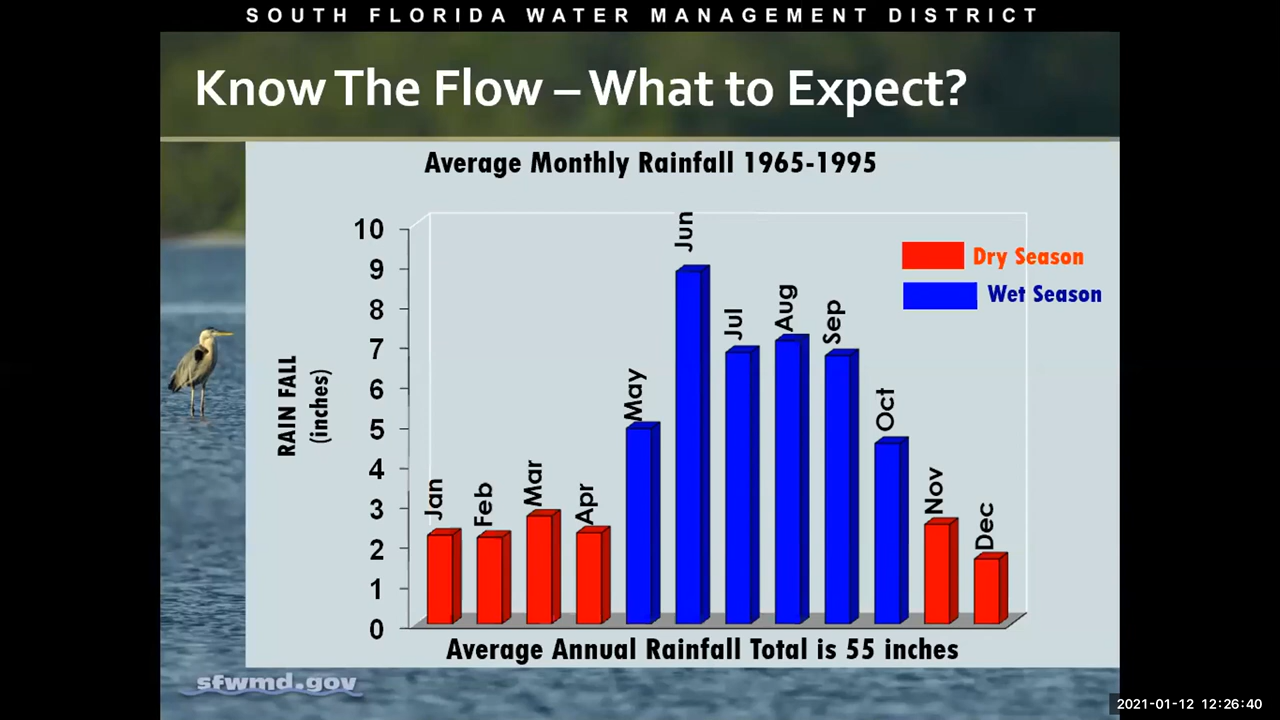 SOUTH FLORIDA WATER MANAGEMENT DISTRICT
Know The Flow – What to Expect?
Average Monthly Rainfall 1965-1995
10
9
8
7
6
5
4
3
2
1
0
RAIN FALL
(inches)
Jan
Feb
Mar
Apr
May
Jun
Jul
Aug
Sep
Oct
Nov
Dec
Dry Season
Wet Season
Average Annual Rainfall Total is 55 inches
sfwmd.gov
2021-01-12 12:26:40